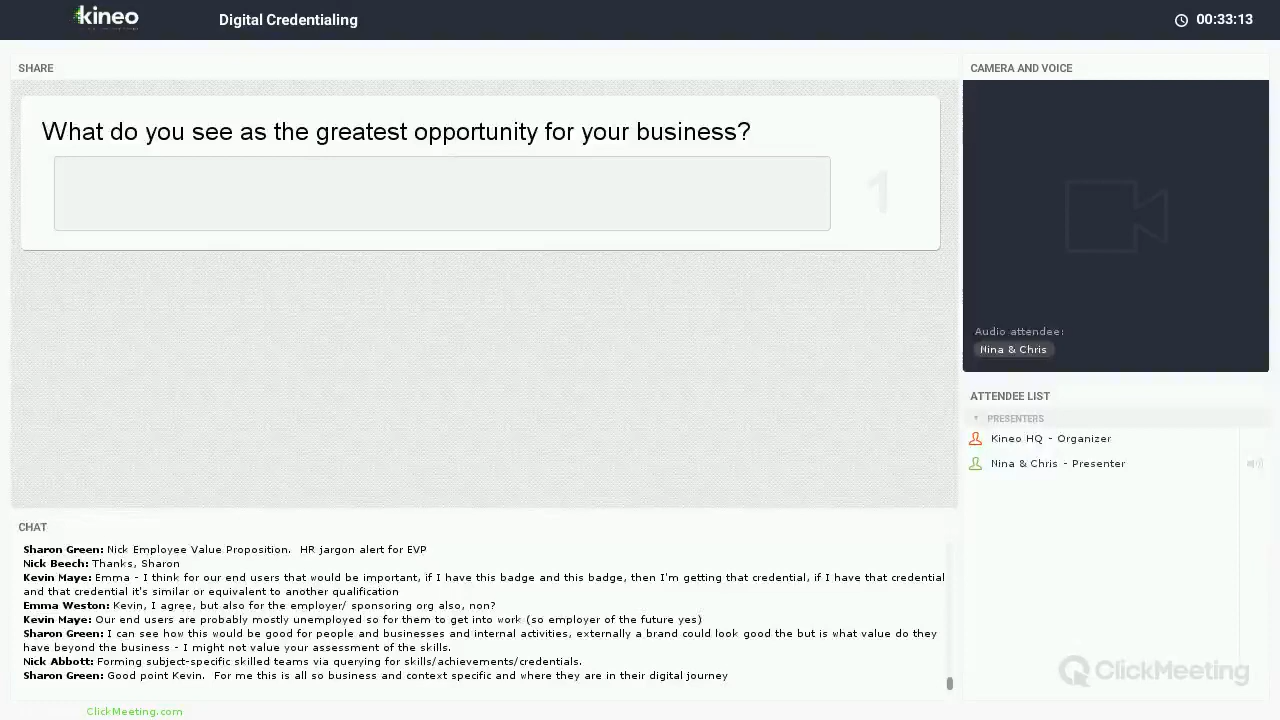 kineo
Digital Credentialing
00:33:13
SHARE
CAMERA AND VOICE
What do you see as the greatest opportunity for your business?
1
Audio attendee:
Nina & Chris
ATTENDEE LIST
PRESENTERS
Kineo HQ - Organizer
Nina & Chris - Presenter
CHAT
Sharon Green: Nick Employee Value Proposition.  HR jargon alert for EVP
Nick Beech: Thanks, Sharon
Kevin Maye: Emma - I think for our end users that would be important, if I have this badge and this badge, then I'm getting that credential, if I have that credential
and that credential it's similar or equivalent to another qualification
Emma Weston: Kevin, I agree, but also for the employer/ sponsoring org also, non?
Kevin Maye: Our end users are probably mostly unemployed so for them to get into work (so employer of the future yes)
Sharon Green: I can see how this would be good for people and businesses and internal activities, externally a brand could look good the but is what value do they
have beyond the business - I might not value your assessment of the skills.
Nick Abbott: Forming subject-specific skilled teams via querying for skills/achievements/credentials.
Sharon Green: Good point Kevin.  For me this is all so business and context specific and where they are in their digital journey
ClickMeeting
ClickMeeting.com